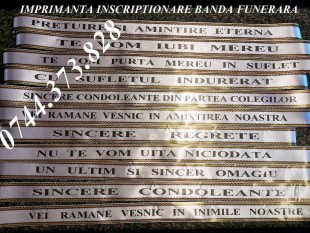 IMPRIMANTA INSCRIPTIONARE BANDA FUNERARA
PRETUIRE SI AMINTIRE ETERNA
TE VOM IUBI MEREU
TE PURTA MEREU IN SUFLET
CU SUFLETUL INDURERAT
SINCERE CONDOLEANTE DIN PARTEA COLEGILOR
RAMANE VESNIC IN AMINTIREA NOASTRA
SINCERE REGRETE
NU TE VOM UITA NICIODATA
UN ULTIM SI SINCER OMAGIU
SINCERE CONDOLEANTE
VEI RAMANE VESNIC IN INIMILE NOASTRE
0744.373.828